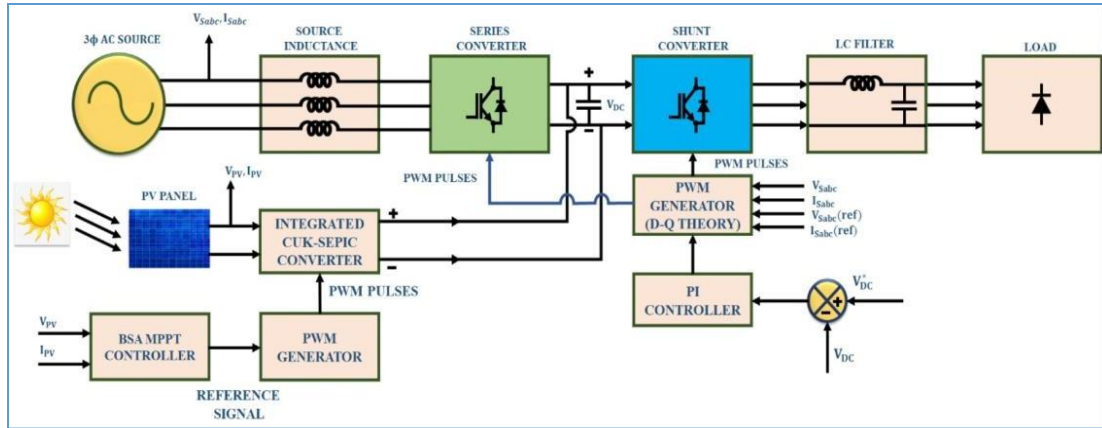 V_Sabc, I_Sabc
3ϕ AC SOURCE
SOURCE
INDUCTANCE
SERIES
CONVERTER
SHUNT
CONVERTER
LC FILTER
LOAD
+
V_DC
−
PWM PULSES
PWM PULSES
V_PV, I_PV
PV PANEL
INTEGRATED
CUK-SEPIC
CONVERTER
+
−
PWM
GENERATOR
(D-Q THEORY)
V_Sabc
I_Sabc
V_Sabc(ref)
I_Sabc(ref)
PWM PULSES
PI
CONTROLLER
+
−
V*_DC
V_DC
V_PV
I_PV
BSA MPPT
CONTROLLER
PWM
GENERATOR
REFERENCE
SIGNAL